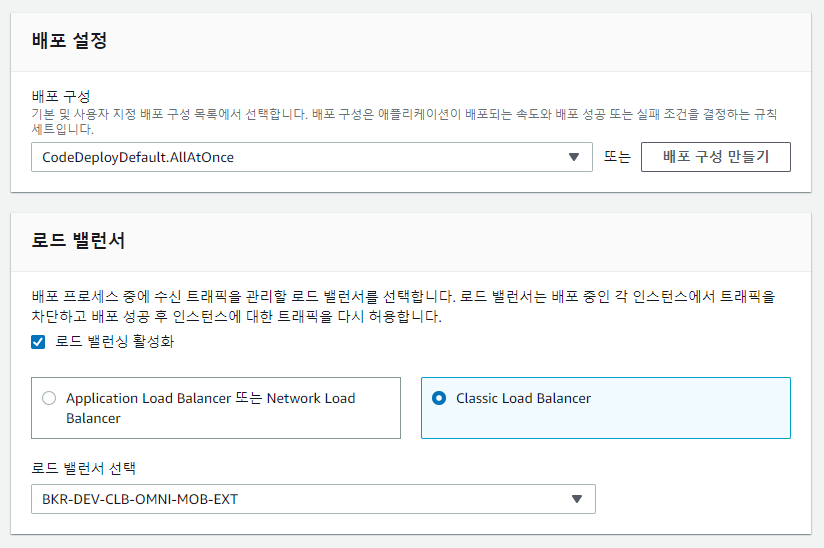 배포 설정
배포 구성
기본 및 사용자 지정 배포 구성 목록에서 선택합니다. 배포 구성은 애플리케이션이 배포되는 속도와 배포 성공 또는 실패 조건을 결정하는 규칙
세트입니다.
CodeDeployDefault.AllAtOnce
또는
배포 구성 만들기
로드 밸런서
배포 프로세스 중에 수신 트래픽을 관리할 로드 밸런서를 선택합니다. 로드 밸런서는 배포 중인 각 인스턴스에서 트래픽을
차단하고 배포 성공 후 인스턴스에 대한 트래픽을 다시 허용합니다.
로드 밸런싱 활성화
Application Load Balancer 또는 Network Load
Balancer
Classic Load Balancer
로드 밸런서 선택
BKR-DEV-CLB-OMNI-MOB-EXT